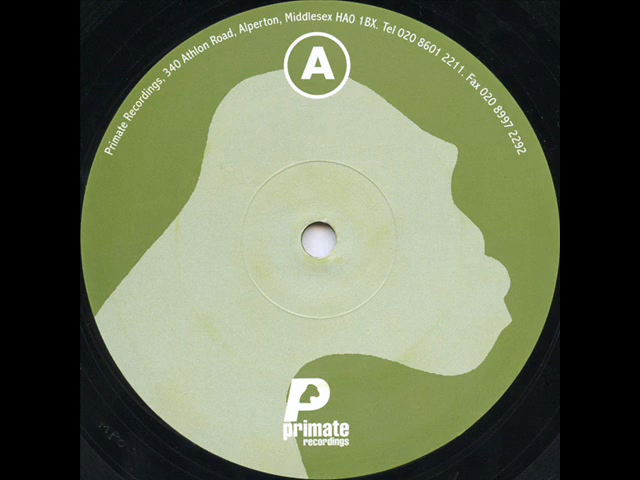 Primate Recordings, 340 Athlon Road, Alperton, Middlesex HA0 1BX. Tel 020 8601 2211. Fax 020 8997 2292
A
P
primate
recordings